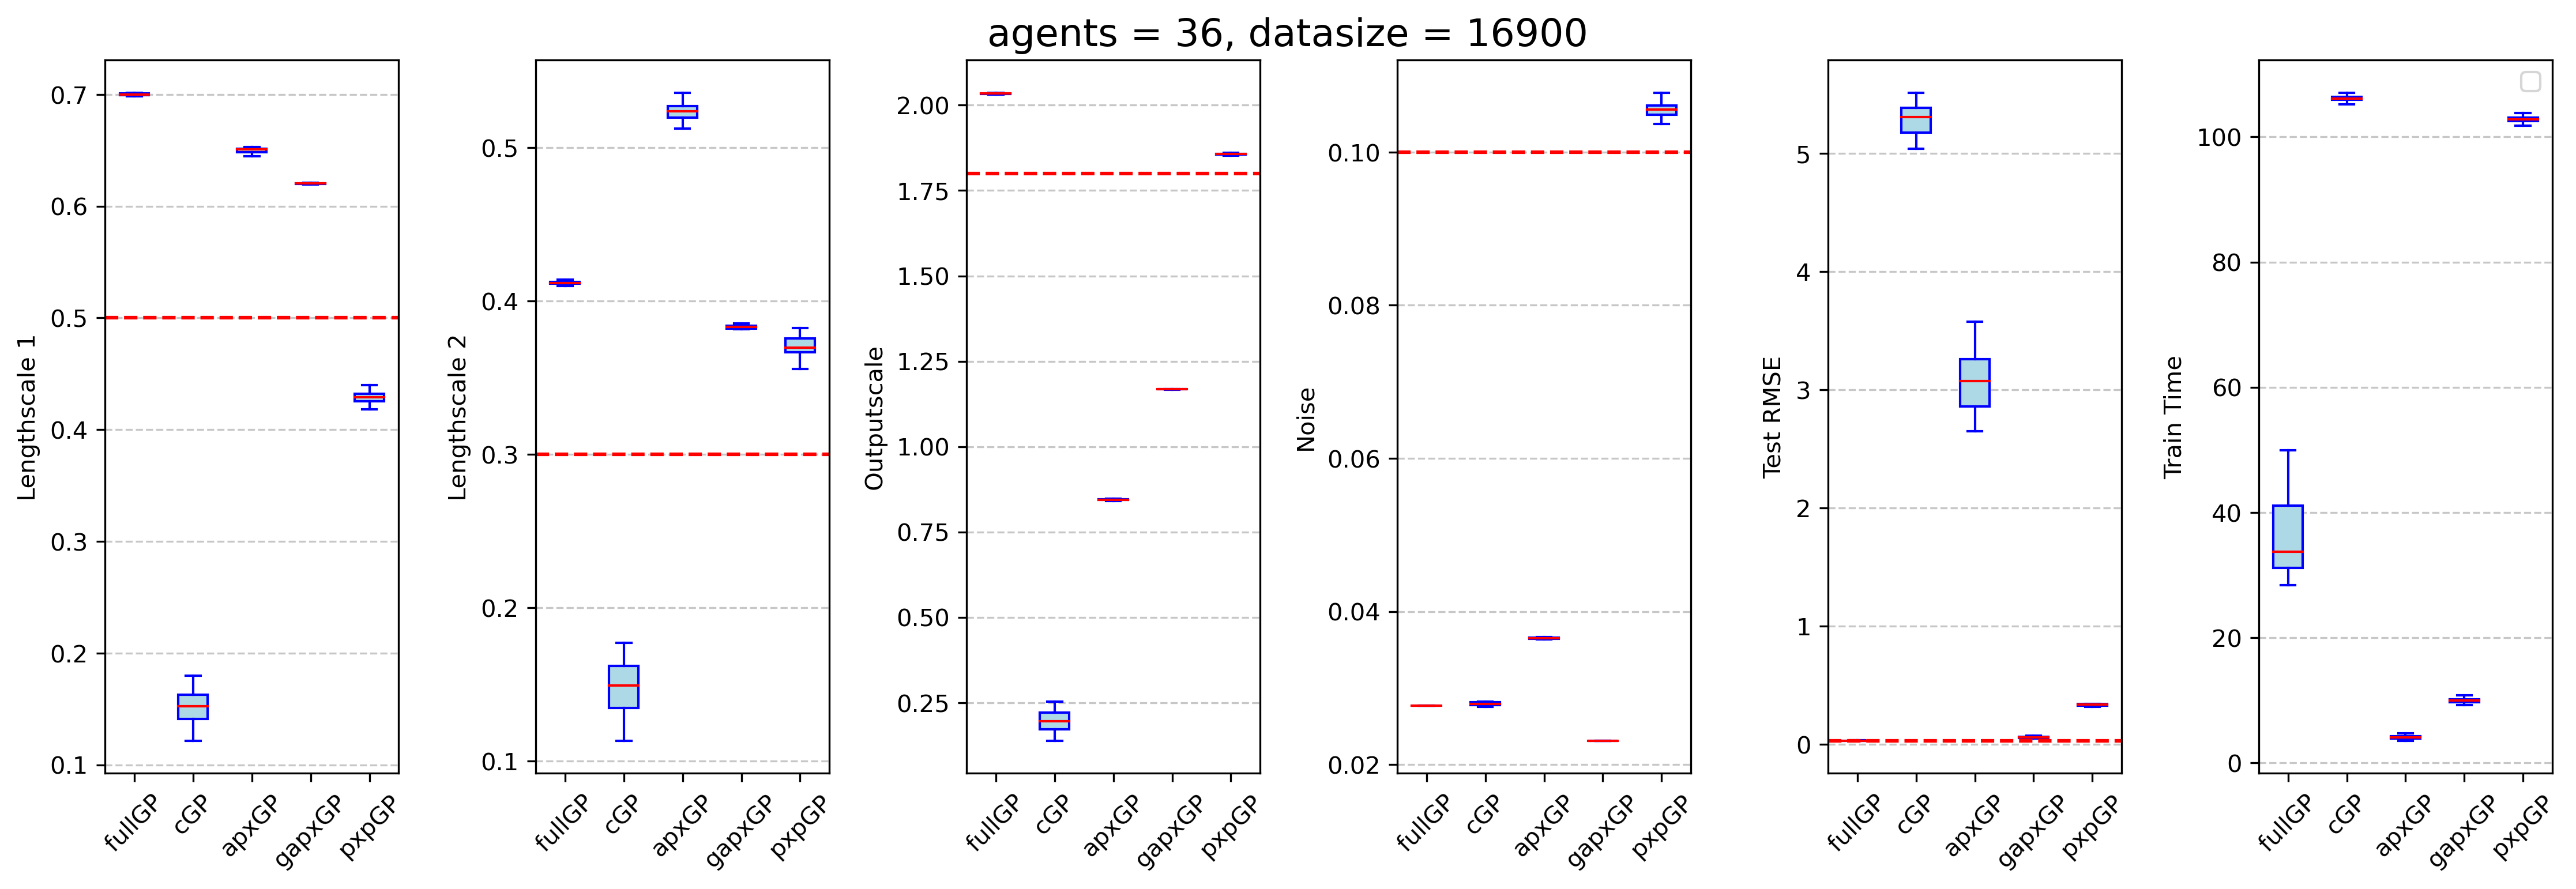 agents = 36, datasize = 16900
Lengthscale 1
0.7
0.6
0.5
0.4
0.3
0.2
0.1
fullGP
cGP
apxGP
gapxGP
pxpGP
Lengthscale 2
0.5
0.4
0.3
0.2
0.1
fullGP
cGP
apxGP
gapxGP
pxpGP
Outputscale
2.00
1.75
1.50
1.25
1.00
0.75
0.50
0.25
fullGP
cGP
apxGP
gapxGP
pxpGP
Noise
0.10
0.08
0.06
0.04
0.02
fullGP
cGP
apxGP
gapxGP
pxpGP
Test RMSE
5
4
3
2
1
0
fullGP
cGP
apxGP
gapxGP
pxpGP
Train Time
100
80
60
40
20
0
fullGP
cGP
apxGP
gapxGP
pxpGP